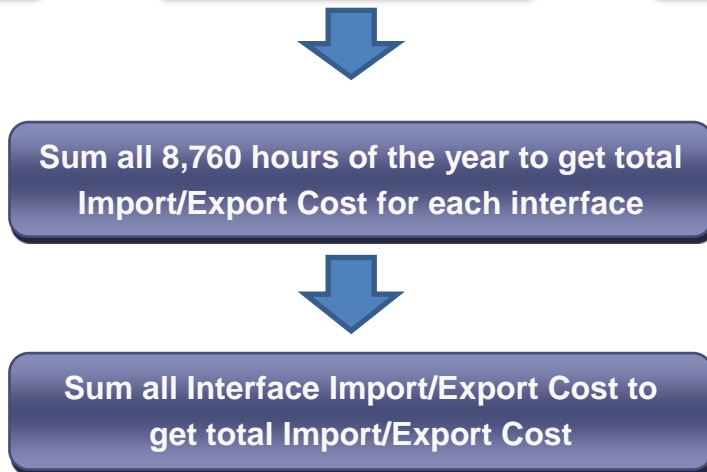 Sum all 8,760 hours of the year to get total
Import/Export Cost for each interface
Sum all Interface Import/Export Cost to
get total Import/Export Cost